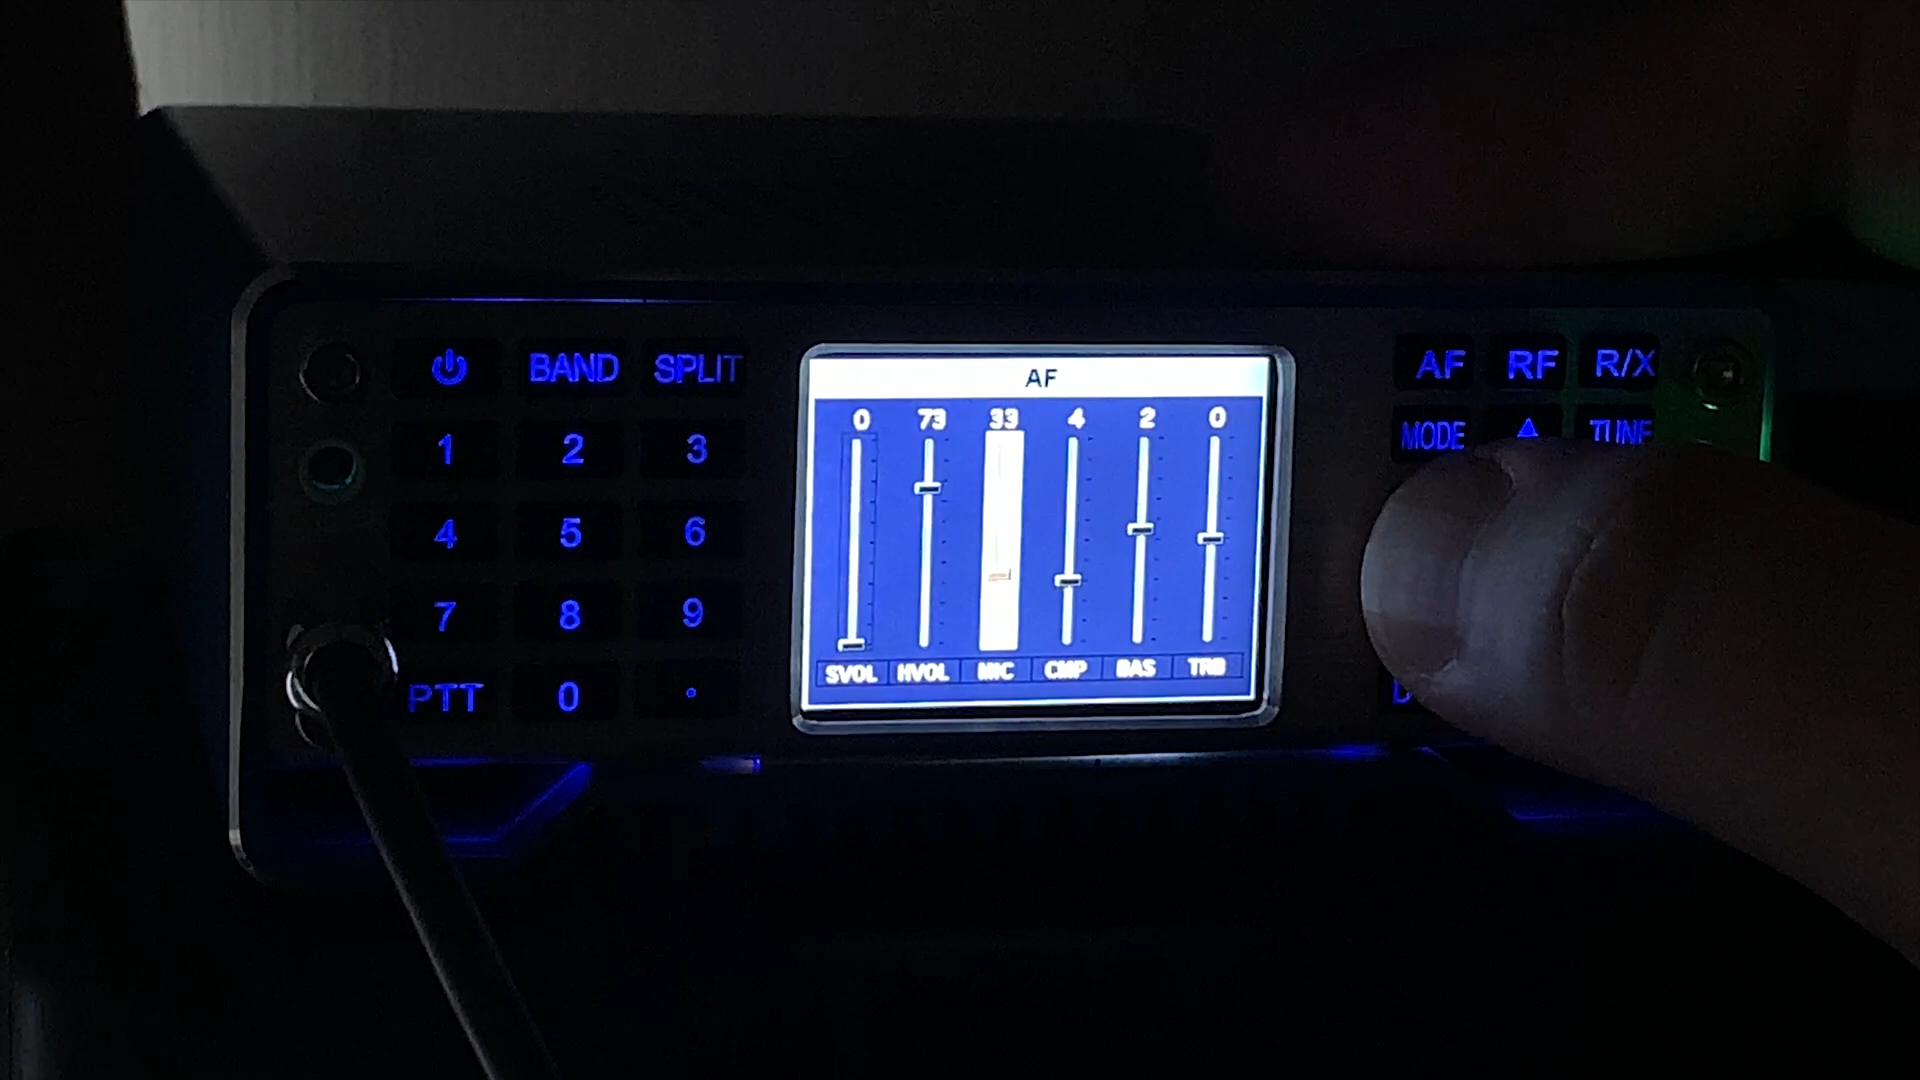 ⏻ BAND SPLIT
1 2 3
4 5 6
7 8 9
PTT 0 .
AF
0 73 33 4 2 0
SVOL HVOL MIC CMP BAS TRB
AF RF R/X
MODE ▲ TUNE